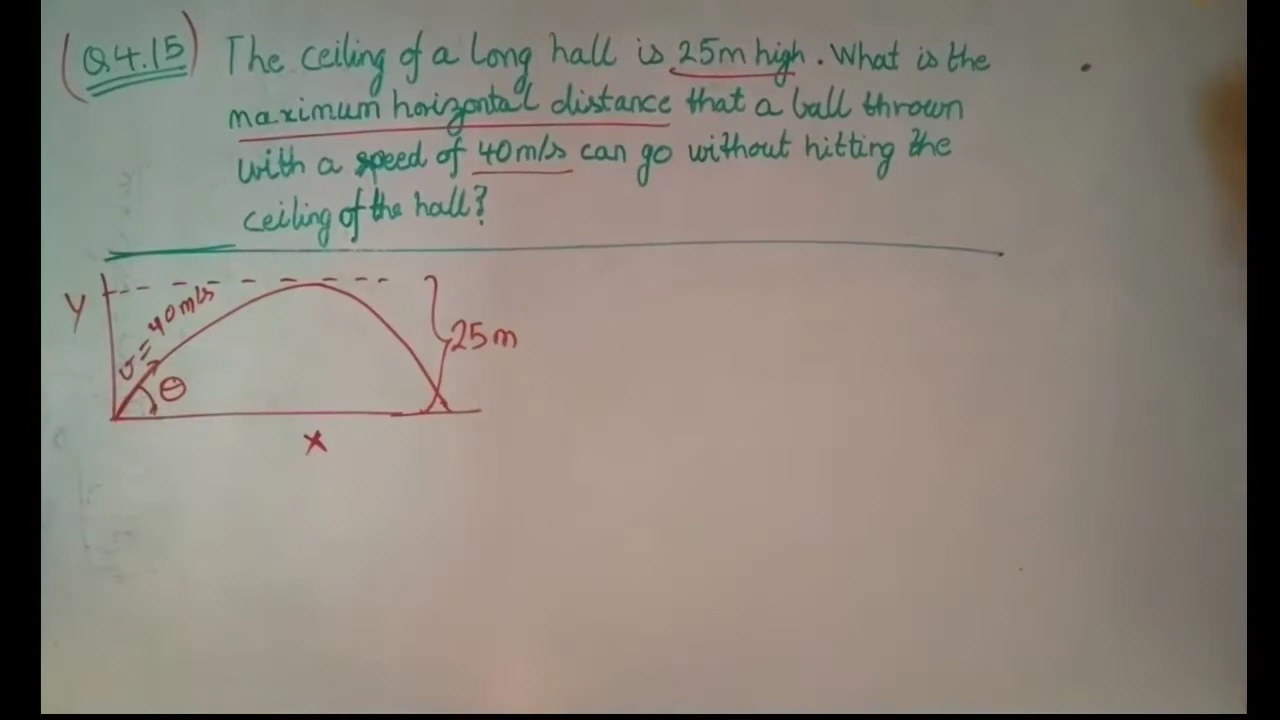 (Q4.15) The ceiling of a long hall is 25m high. What is the
maximum horizontal distance that a ball thrown
with a speed of 40m/s can go without hitting the
ceiling of the hall?
Y
υ = 40m/s
θ
25m
x